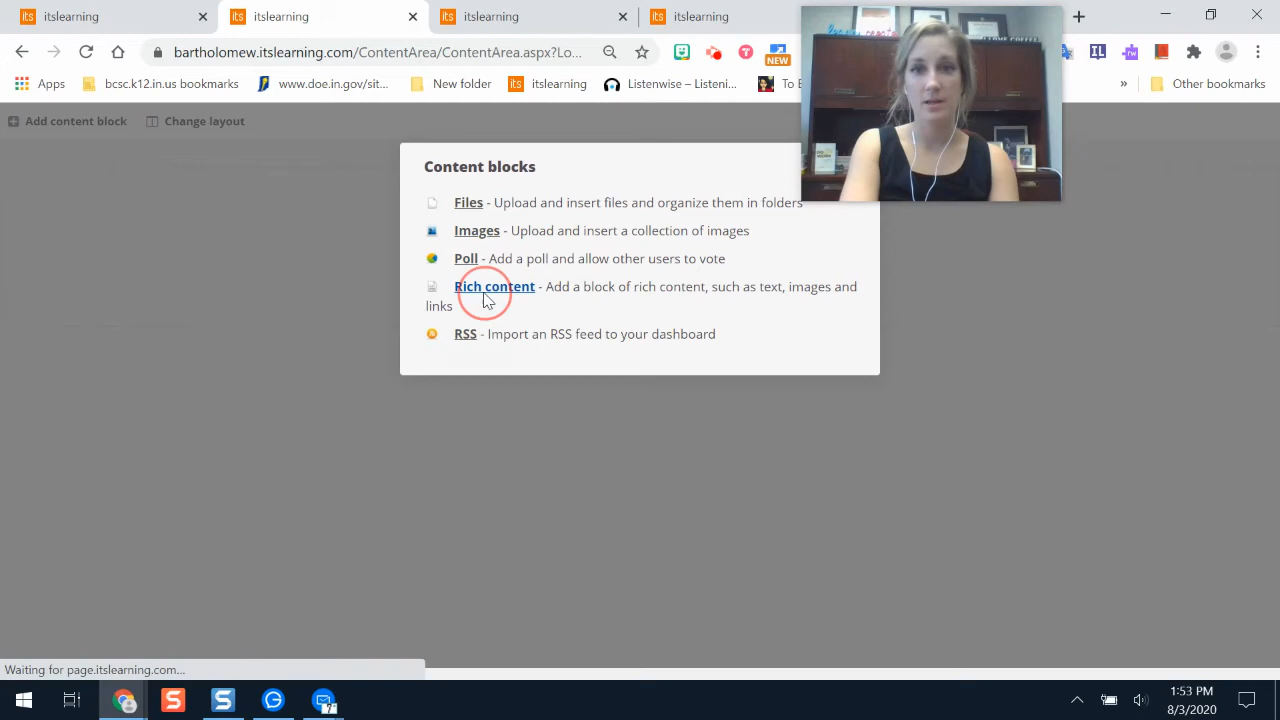 itslearning
itslearning
itslearning
itslearning
bartholomew.itslearning.com/ContentArea/ContentArea.aspx?Lo...
NEW
Apps
bcsc.k12.in.us bookmarks
www.doe.in.gov/sit...
New folder
itslearning
Listenwise – Listeni...
To E
»
Other bookmarks
Add content block
Change layout
Content blocks
Files - Upload and insert files and organize them in folders
Images - Upload and insert a collection of images
Poll - Add a poll and allow other users to vote
Rich content - Add a block of rich content, such as text, images and
links
RSS - Import an RSS feed to your dashboard
Waiting for page.itslearning.com...
1:53 PM
8/3/2020